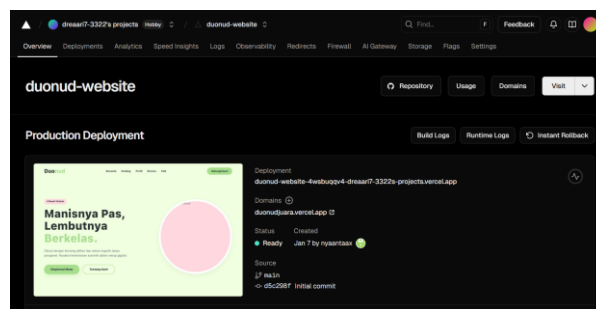 dreaari7-3322's projects Hobby / duonud-website
Find... F Feedback
Overview Deployments Analytics Speed Insights Logs Observability Redirects Firewall AI Gateway Storage Flags Settings
duonud-website
Repository Usage Domains Visit
Production Deployment
Build Logs Runtime Logs Instant Rollback
Duonud
Manisnya Pas,
Lembutnya
Berkelas.
Deployment
duonud-website-4wsbuqqv4-dreaari7-3322s-projects.vercel.app
Domains
duonudjuara.vercel.app
Status Created
Ready Jan 7 by nyaantaax
Source
main
d5c298f Initial commit